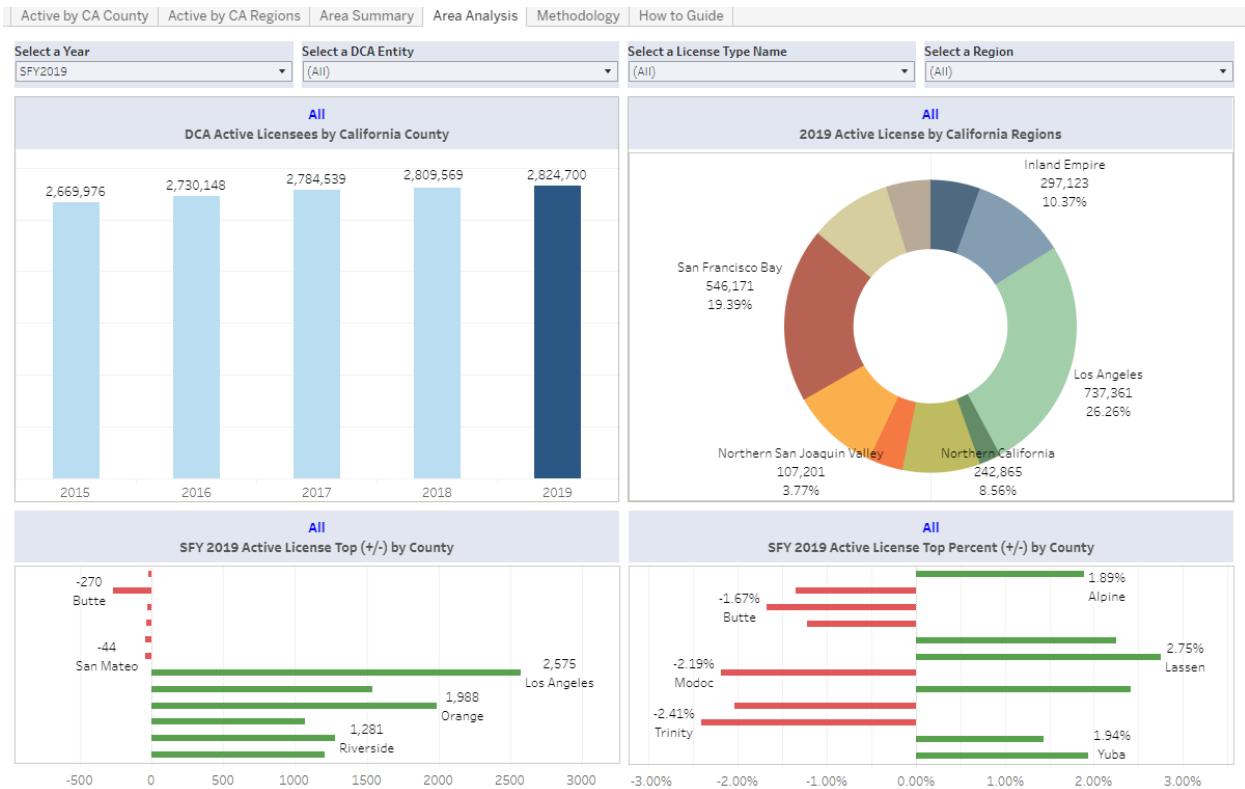 Active by CA County
Active by CA Regions
Area Summary
Area Analysis
Methodology
How to Guide
Select a Year
SFY2019
Select a DCA Entity
(All)
Select a License Type Name
(All)
Select a Region
(All)
All
DCA Active Licensees by California County
2,669,976
2,730,148
2,784,539
2,809,569
2,824,700
2015
2016
2017
2018
2019
All
2019 Active License by California Regions
Inland Empire
297,123
10.37%
San Francisco Bay
546,171
19.39%
Los Angeles
737,361
26.26%
Northern San Joaquin Valley
107,201
3.77%
Northern California
242,865
8.56%
All
SFY 2019 Active License Top (+/-) by County
-270
Butte
-44
San Mateo
2,575
Los Angeles
1,988
Orange
1,281
Riverside
-500
0
500
1000
1500
2000
2500
3000
All
SFY 2019 Active License Top Percent (+/-) by County
1.89%
Alpine
-1.67%
Butte
2.75%
Lassen
-2.19%
Modoc
-2.41%
Trinity
1.94%
Yuba
-3.00%
-2.00%
-1.00%
0.00%
1.00%
2.00%
3.00%